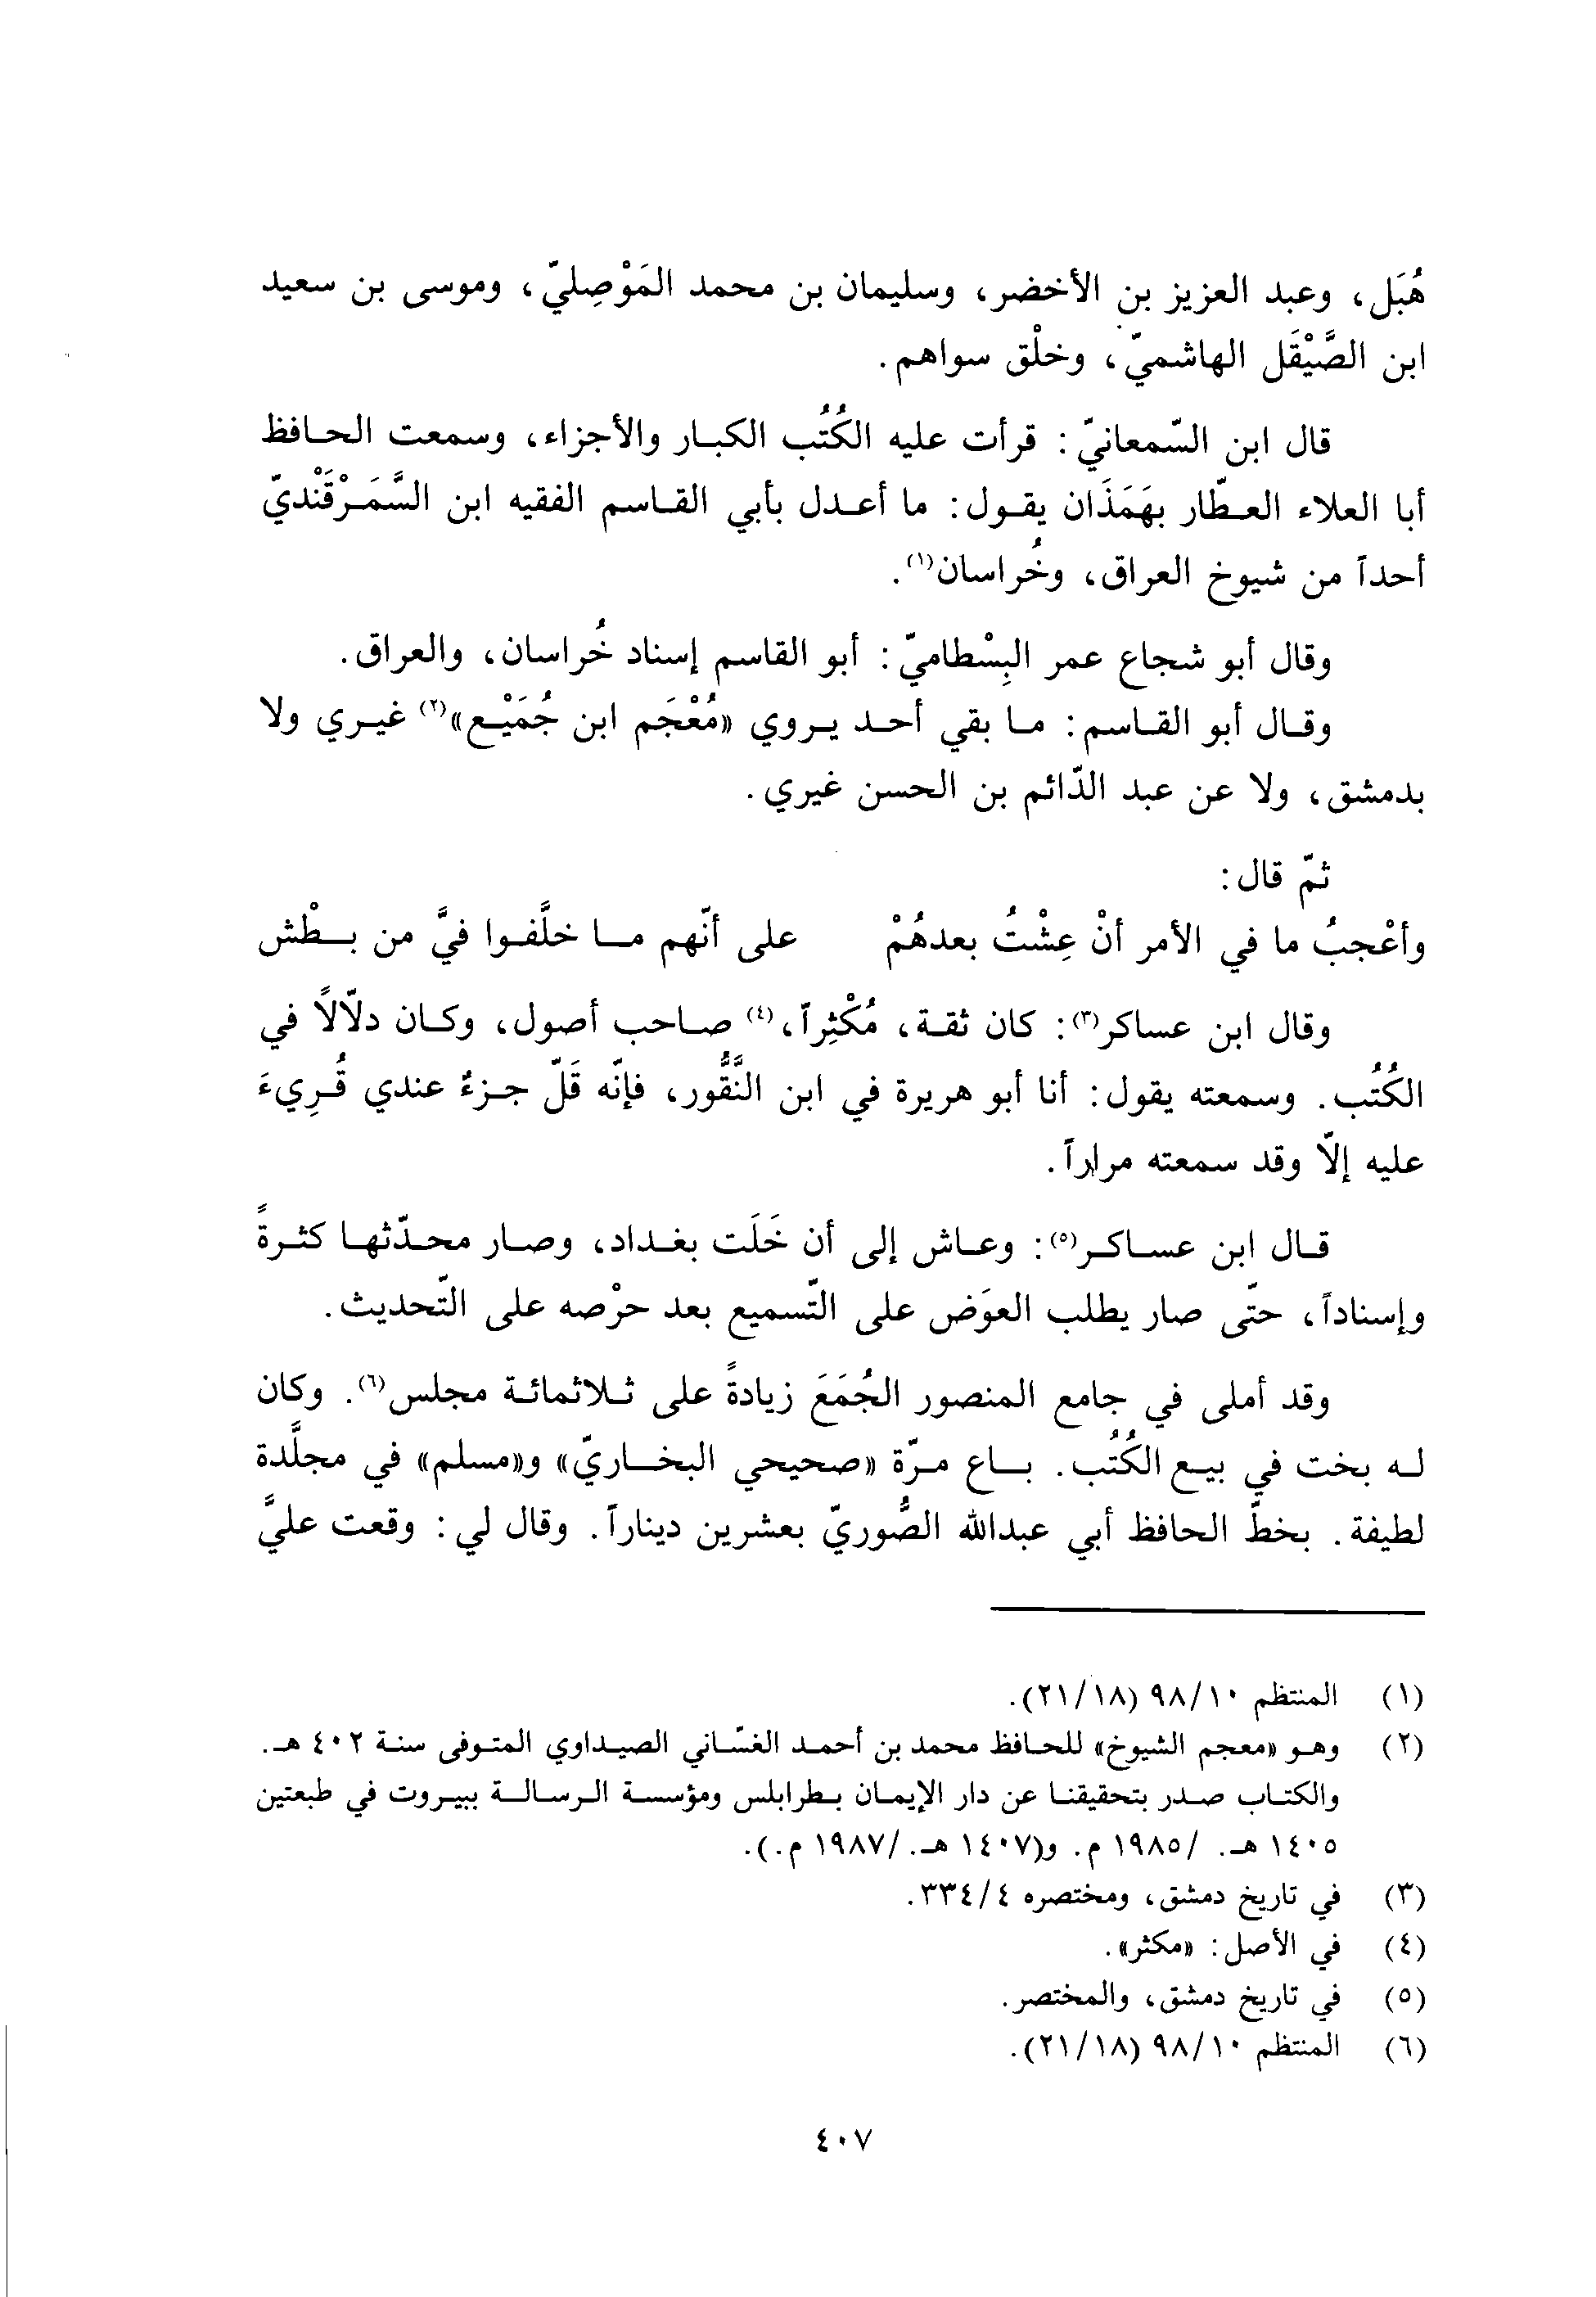 هُبَل، وعبد العزيز بن الأخضر، وسليمان بن محمد المَوْصِليّ، وموسى بن سعيد
ابن الصَّيْقَل الهاشميّ، وخلْق سواهم.
قال ابن السّمعانيّ: قرأت عليه الكُتُب الكبار والأجزاء، وسمعت الحافظ
أبا العلاء العطّار بهَمَذَان يقول: ما أعدل بأبي القاسم الفقيه ابن السَّمَرْقَنْديّ
أحداً من شيوخ العراق، وخُراسان(١).
وقال أبو شجاع عمر البِسْطاميّ: أبو القاسم إسناد خُراسان، والعراق.
وقال أبو القاسم: ما بقي أحد يروي «مُعْجَم ابن جُمَيْع»(٢) غيري ولا
بدمشق، ولا عن عبد الدّائم بن الحسن غيري.
ثمّ قال:
وأعْجبُ ما في الأمر أنْ عِشْتُ بعدهُمْ على أنّهم ما خلَّفوا فيَّ من بطْش
وقال ابن عساكر(٣): كان ثقة، مُكْثِراً،(٤) صاحب أصول، وكان دلّالاً في
الكُتُب. وسمعته يقول: أنا أبو هريرة في ابن النَّقُّور، فإنّه قَلّ جزءٌ عندي قُرِيءَ
عليه إلّا وقد سمعته مراراً.
قال ابن عساكر(٥): وعاش إلى أن خَلَت بغداد، وصار محدّثها كثرةً
وإسناداً، حتّى صار يطلب العوَض على التّسميع بعد حرْصه على التّحديث.
وقد أملى في جامع المنصور الجُمَعَ زيادةً على ثلاثمائة مجلس(٦). وكان
له بخت في بيع الكُتُب. باع مرّة «صحيحي البخاريّ» و«مسلم» في مجلَّدة
لطيفة. بخطّ الحافظ أبي عبدالله الصُّوريّ بعشرين ديناراً. وقال لي: وقعت عليَّ
(١) المنتظم ٩٨/١٠ (٢١/١٨).
(٢) وهو «معجم الشيوخ» للحافظ محمد بن أحمد الغسّاني الصيداوي المتوفى سنة ٤٠٢ هـ.
والكتاب صدر بتحقيقنا عن دار الإيمان بطرابلس ومؤسسة الرسالة ببيروت في طبعتين
١٤٠٥ هـ. /١٩٨٥ م. و(١٤٠٧ هـ. /١٩٨٧ م.).
(٣) في تاريخ دمشق، ومختصره ٣٣٤/٤.
(٤) في الأصل: «مكثر».
(٥) في تاريخ دمشق، والمختصر.
(٦) المنتظم ٩٨/١٠ (٢١/١٨).
٤٠٧